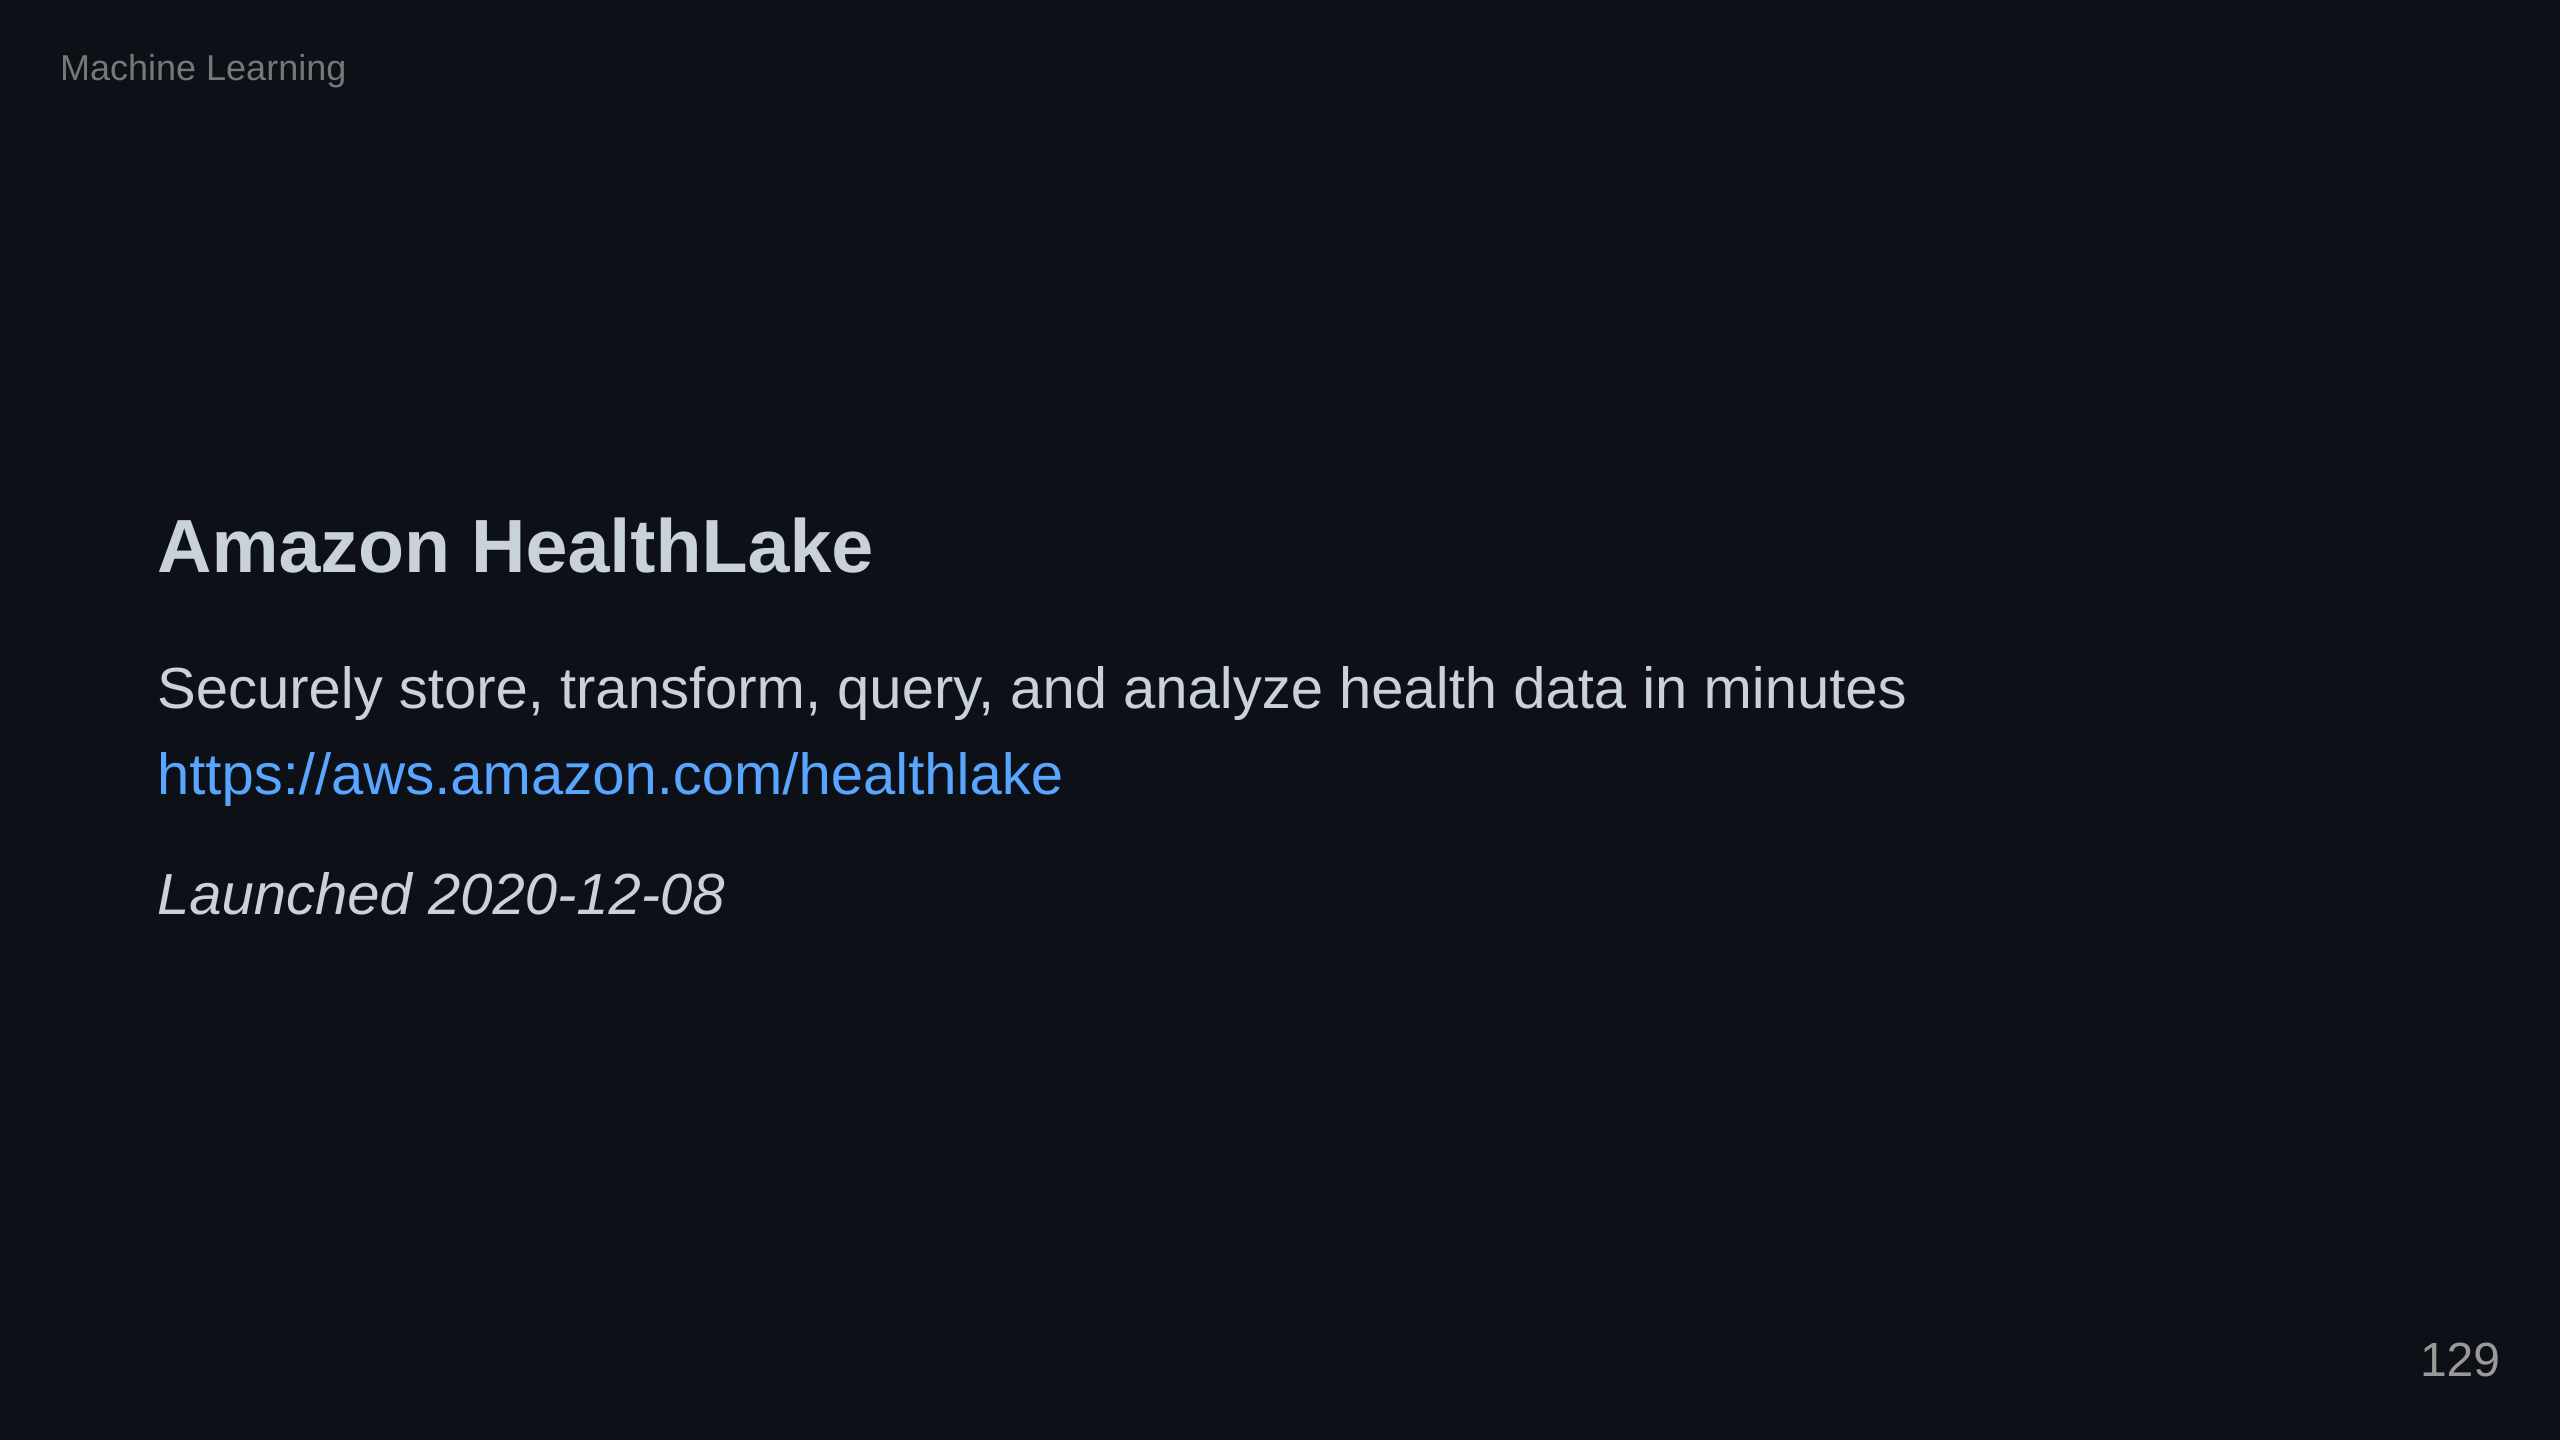 Machine Learning
Amazon HealthLake
Securely store, transform, query, and analyze health data in minutes
https://aws.amazon.com/healthlake
Launched 2020-12-08
129